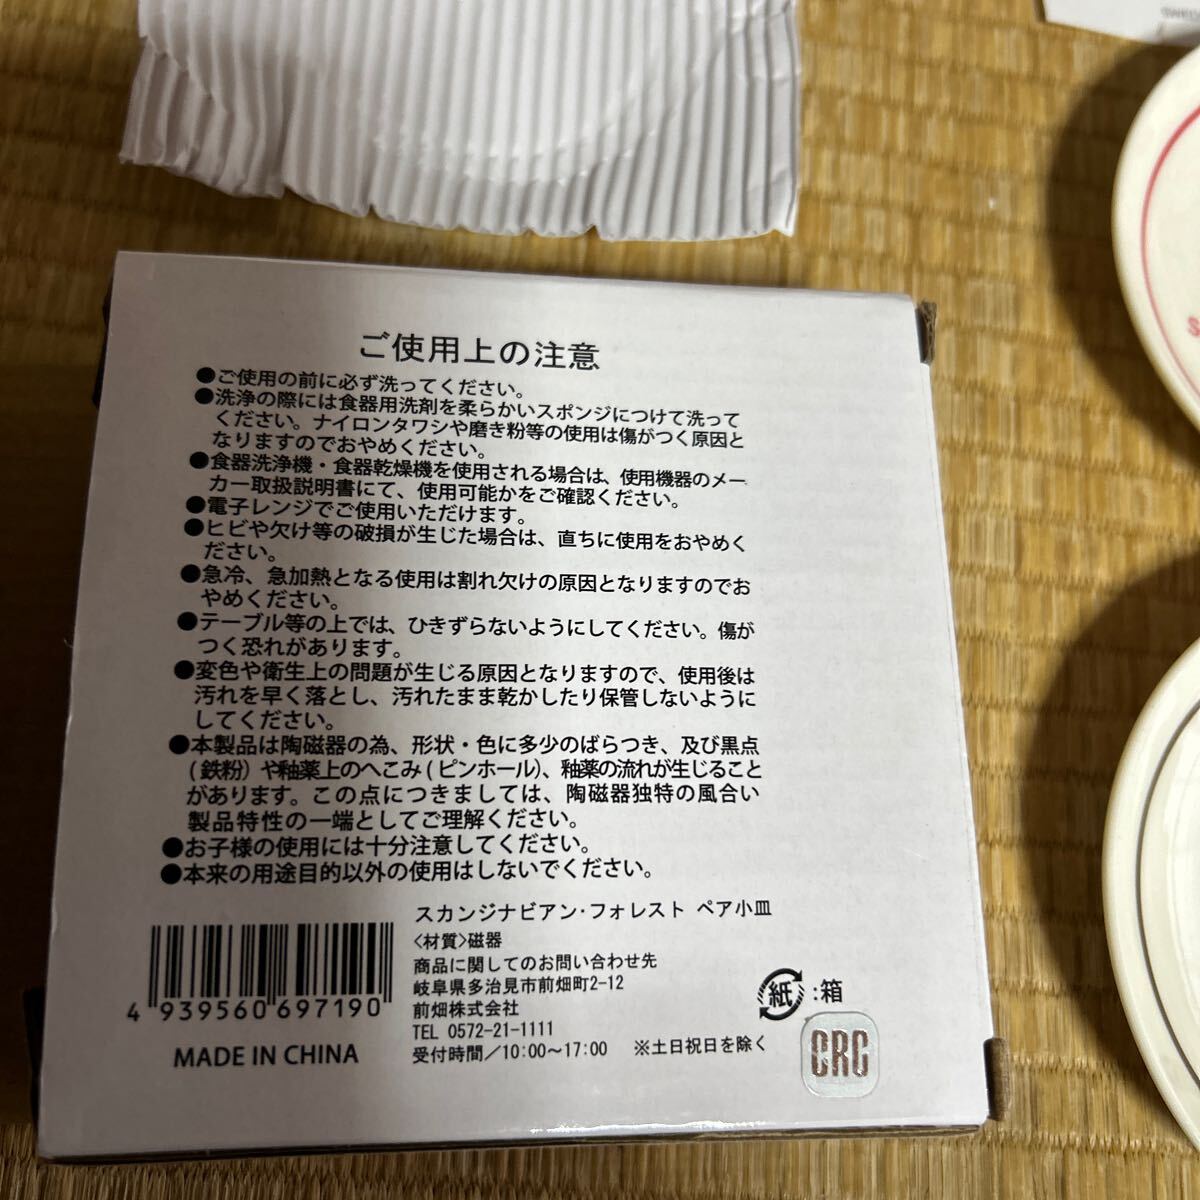 ご使用上の注意
●ご使用の前に必ず洗ってください。
●洗浄の際には食器用洗剤を柔らかいスポンジにつけて洗って
ください。ナイロンタワシや磨き粉等の使用は傷がつく原因と
なりますのでおやめください。
●食器洗浄機・食器乾燥機を使用される場合は、使用機器のメー
カー取扱説明書にて、使用可能かをご確認ください。
●電子レンジでご使用いただけます。
●ヒビや欠け等の破損が生じた場合は、直ちに使用をおやめく
ださい。
●急冷、急加熱となる使用は割れ欠けの原因となりますのでお
やめください。
●テーブル等の上では、ひきずらないようにしてください。傷が
つく恐れがあります。
●変色や衛生上の問題が生じる原因となりますので、使用後は
汚れを早く落とし、汚れたまま乾かしたり保管しないように
してください。
●本製品は陶磁器の為、形状・色に多少のばらつき、及び黒点
(鉄粉)や釉薬上のへこみ(ピンホール)、釉薬の流れが生じること
があります。この点につきましては、陶磁器独特の風合い
製品特性の一端としてご理解ください。
●お子様の使用には十分注意してください。
●本来の用途目的以外の使用はしないでください。
スカンジナビアン・フォレスト ペア小皿
<材質>磁器
商品に関してのお問い合わせ先
岐阜県多治見市前畑町2-12
前畑株式会社
TEL 0572-21-1111
受付時間/10:00～17:00 ※土日祝日を除く
4 939560 697190
MADE IN CHINA
紙 :箱
CRC